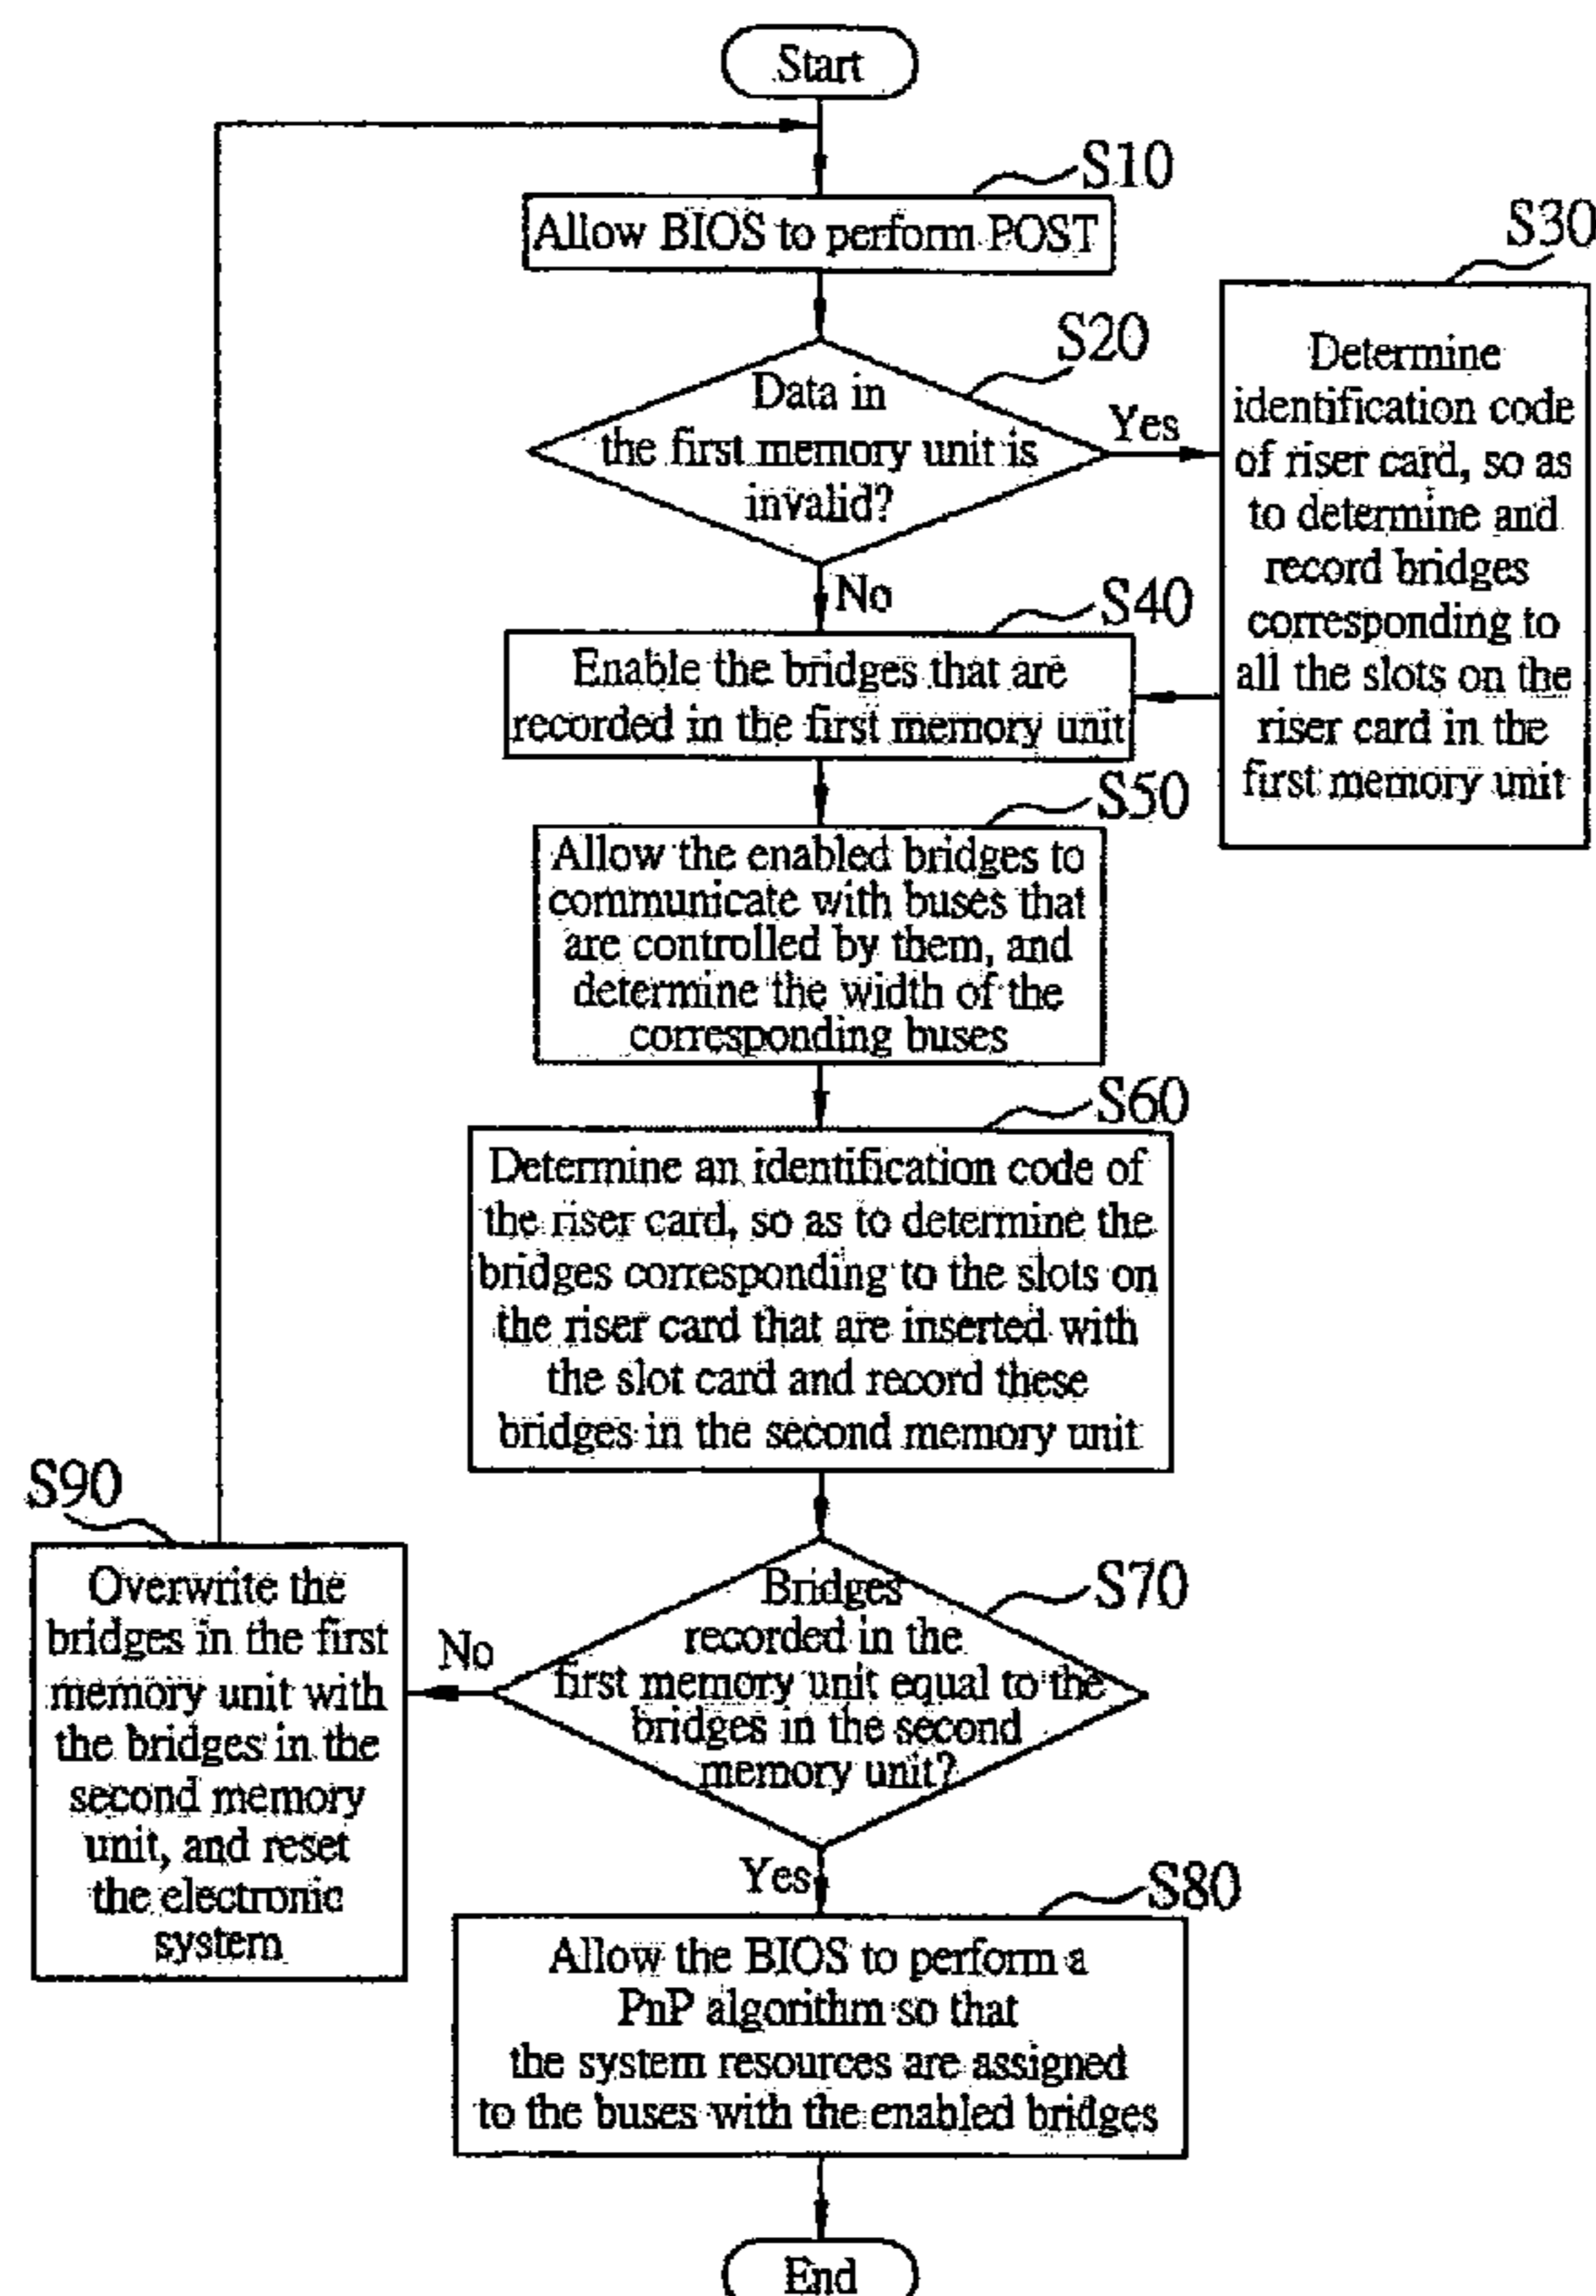 Start
S10
Allow BIOS to perform POST
S20
Data in
the first memory unit is
invalid?
Yes
No
S30
Determine
identification code
of riser card, so as
to determine and
record bridges
corresponding to
all the slots on the
riser card in the
first memory unit
S40
Enable the bridges that are
recorded in the first memory unit
S50
Allow the enabled bridges to
communicate with buses that
are controlled by them, and
determine the width of the
corresponding buses
S60
Determine an identification code of
the riser card, so as to determine the
bridges corresponding to the slots on
the riser card that are inserted with
the slot card and record these
bridges in the second memory unit
S70
Bridges
recorded in the
first memory unit equal to the
bridges in the second
memory unit?
No
Yes
S90
Overwrite the
bridges in the first
memory unit with
the bridges in the
second memory
unit, and reset
the electronic
system
S80
Allow the BIOS to perform a
PnP algorithm so that
the system resources are assigned
to the buses with the enabled bridges
End